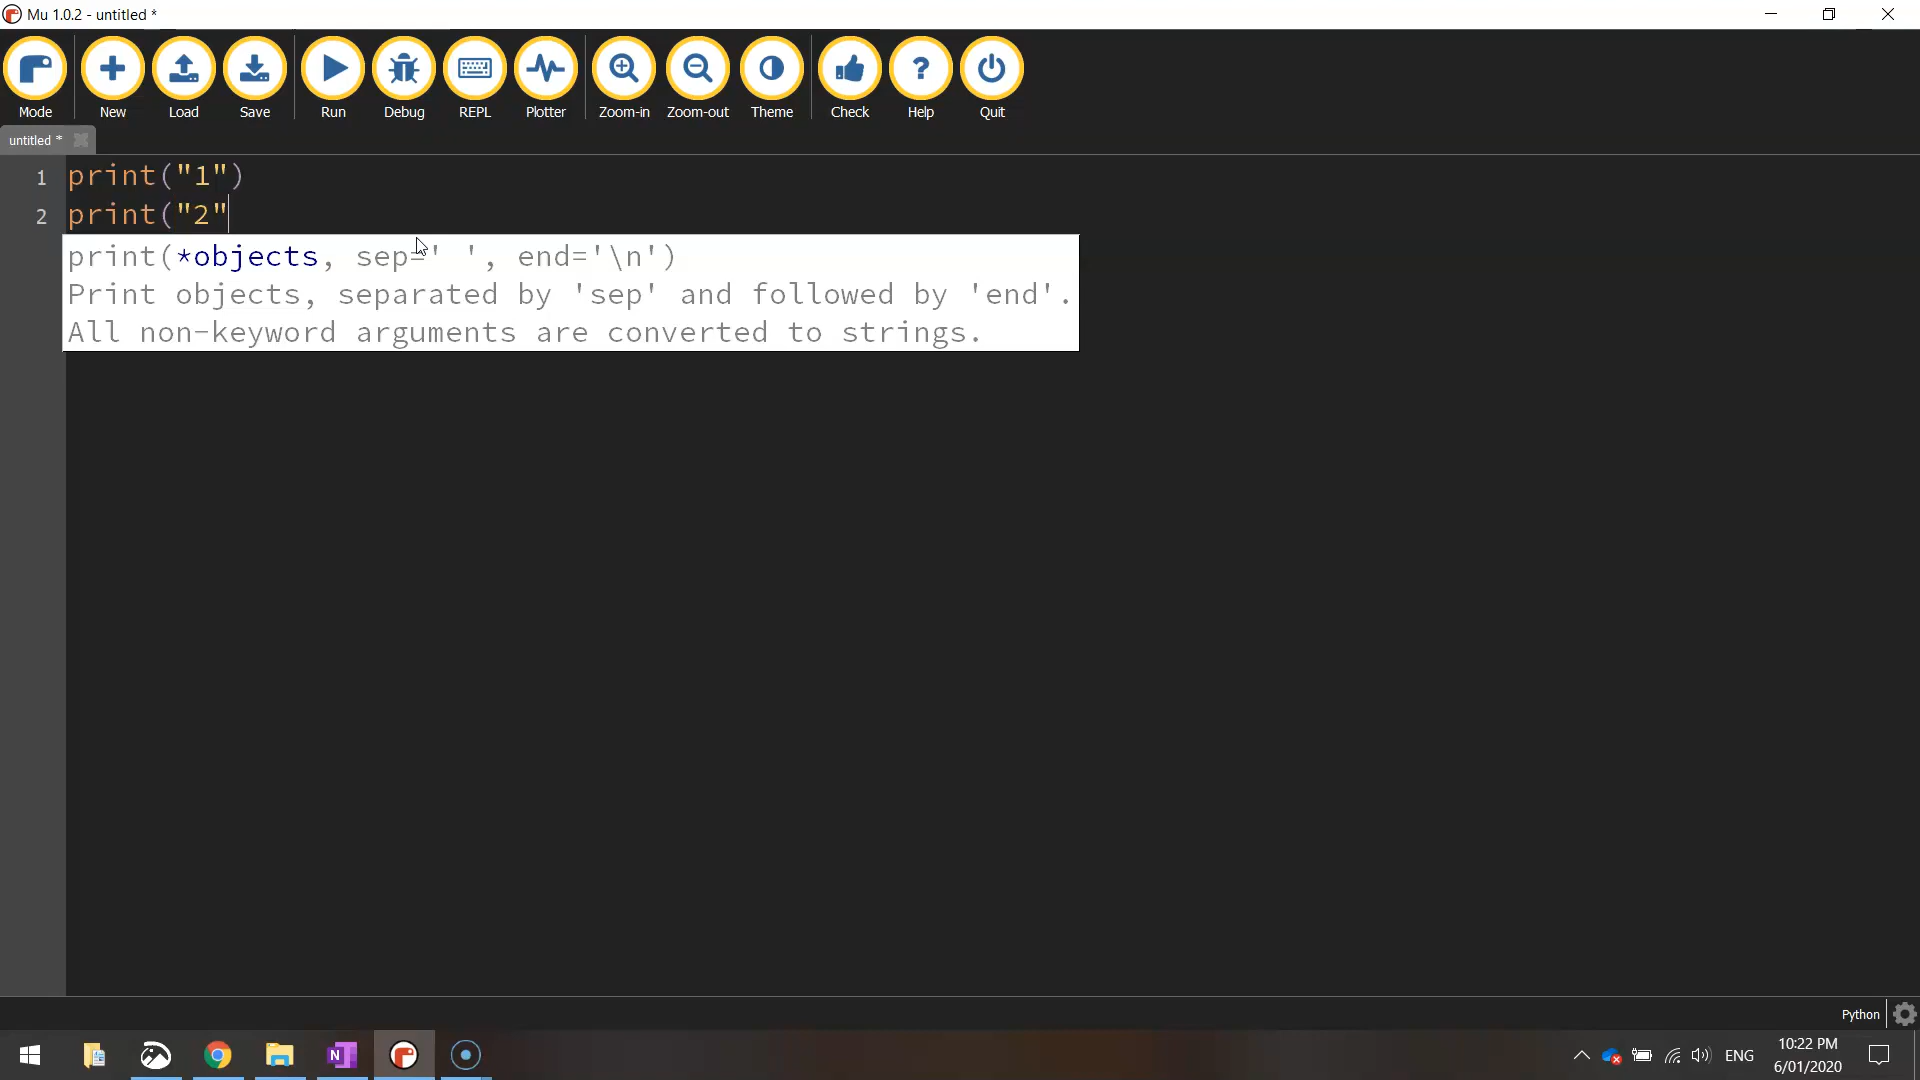 Mu 1.0.2 - untitled *
Mode New Load Save Run Debug REPL Plotter Zoom-in Zoom-out Theme Check Help Quit
untitled *
1 print("1")
2 print("2"
print(*objects, sep=' ', end='\n')
Print objects, separated by 'sep' and followed by 'end'.
All non-keyword arguments are converted to strings.
Python
N
ENG
10:22 PM
6/01/2020